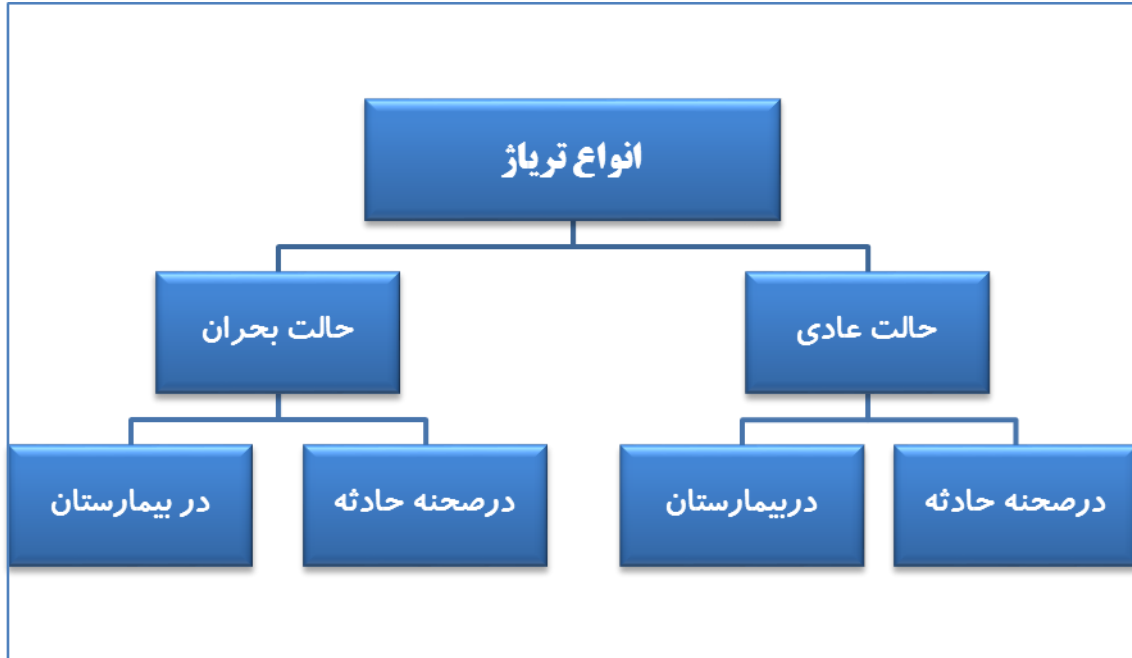 انواع تریاژ
حالت عادی
حالت بحران
درصحنه حادثه
دربیمارستان
درصحنه حادثه
در بیمارستان